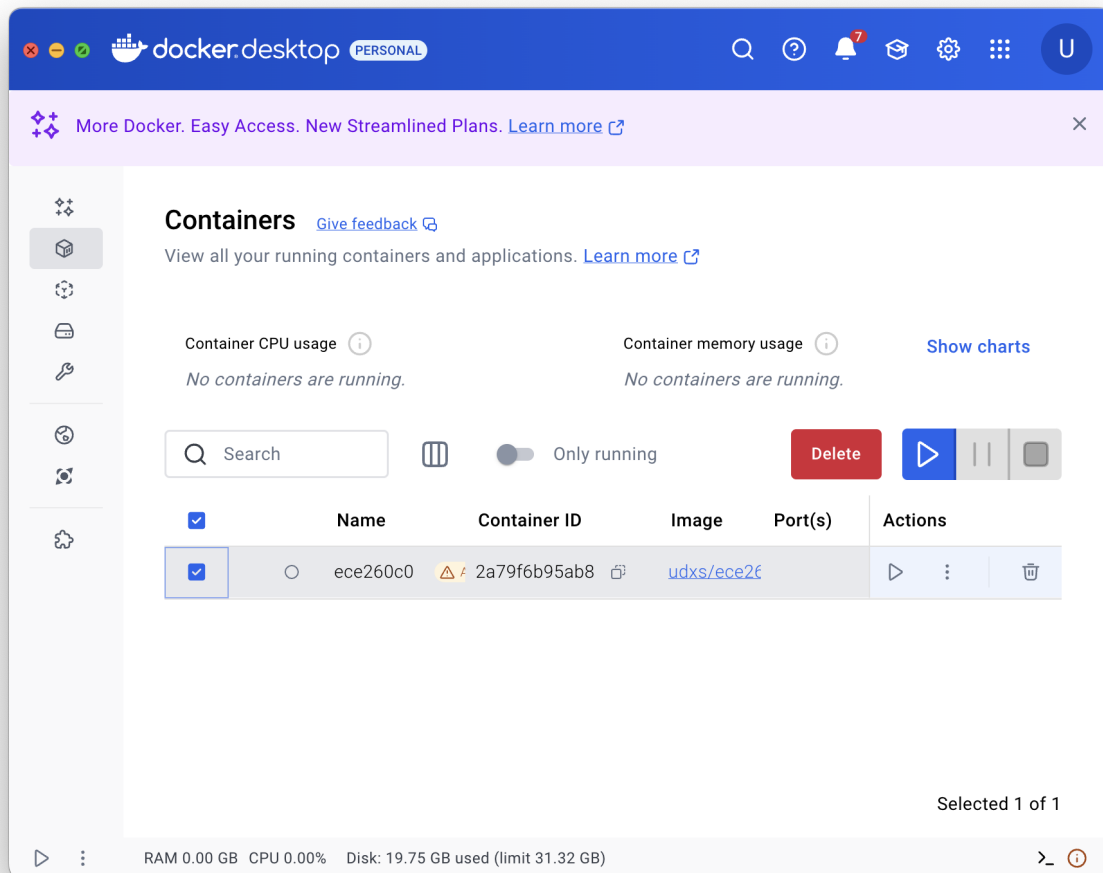 docker.desktop PERSONAL 7 U
More Docker. Easy Access. New Streamlined Plans. Learn more
Containers Give feedback
View all your running containers and applications. Learn more
Container CPU usage Container memory usage Show charts
No containers are running. No containers are running.
Search Only running Delete
Name Container ID Image Port(s) Actions
ece260c0 2a79f6b95ab8 udxs/ece26
Selected 1 of 1
RAM 0.00 GB CPU 0.00% Disk: 19.75 GB used (limit 31.32 GB)